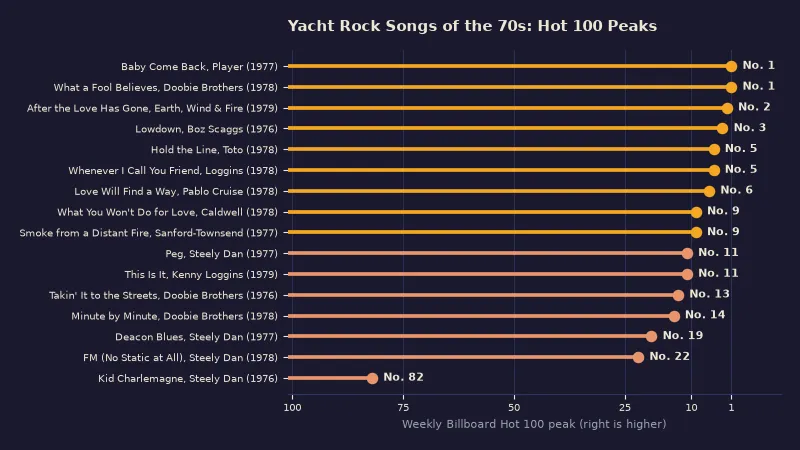 Yacht Rock Songs of the 70s: Hot 100 Peaks
Baby Come Back, Player (1977) No. 1
What a Fool Believes, Doobie Brothers (1978) No. 1
After the Love Has Gone, Earth, Wind & Fire (1979) No. 2
Lowdown, Boz Scaggs (1976) No. 3
Hold the Line, Toto (1978) No. 5
Whenever I Call You Friend, Loggins (1978) No. 5
Love Will Find a Way, Pablo Cruise (1978) No. 6
What You Won't Do for Love, Caldwell (1978) No. 9
Smoke from a Distant Fire, Sanford-Townsend (1977) No. 9
Peg, Steely Dan (1977) No. 11
This Is It, Kenny Loggins (1979) No. 11
Takin' It to the Streets, Doobie Brothers (1976) No. 13
Minute by Minute, Doobie Brothers (1978) No. 14
Deacon Blues, Steely Dan (1977) No. 19
FM (No Static at All), Steely Dan (1978) No. 22
Kid Charlemagne, Steely Dan (1976) No. 82
100 75 50 25 10 1
Weekly Billboard Hot 100 peak (right is higher)